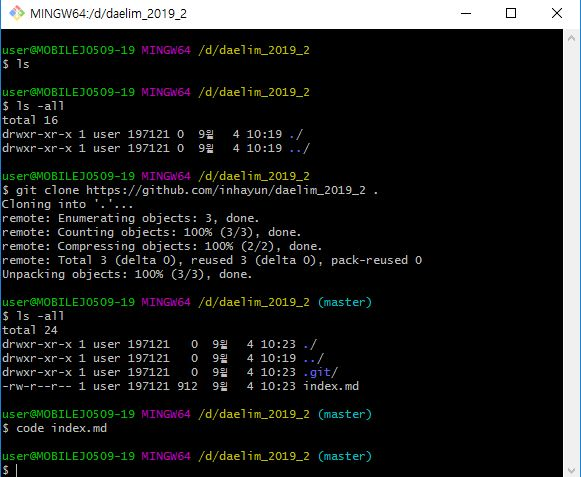 MINGW64:/d/daelim_2019_2
user@MOBILEJ0509-19 MINGW64 /d/daelim_2019_2
$ ls
user@MOBILEJ0509-19 MINGW64 /d/daelim_2019_2
$ ls -all
total 16
drwxr-xr-x 1 user 197121 0  9월   4 10:19 ./
drwxr-xr-x 1 user 197121 0  9월   4 10:19 ../
user@MOBILEJ0509-19 MINGW64 /d/daelim_2019_2
$ git clone https://github.com/inhayun/daelim_2019_2 .
Cloning into '.'...
remote: Enumerating objects: 3, done.
remote: Counting objects: 100% (3/3), done.
remote: Compressing objects: 100% (2/2), done.
remote: Total 3 (delta 0), reused 3 (delta 0), pack-reused 0
Unpacking objects: 100% (3/3), done.
user@MOBILEJ0509-19 MINGW64 /d/daelim_2019_2 (master)
$ ls -all
total 24
drwxr-xr-x 1 user 197121   0  9월   4 10:23 ./
drwxr-xr-x 1 user 197121   0  9월   4 10:19 ../
drwxr-xr-x 1 user 197121   0  9월   4 10:23 .git/
-rw-r--r-- 1 user 197121 912  9월   4 10:23 index.md
user@MOBILEJ0509-19 MINGW64 /d/daelim_2019_2 (master)
$ code index.md
user@MOBILEJ0509-19 MINGW64 /d/daelim_2019_2 (master)
$